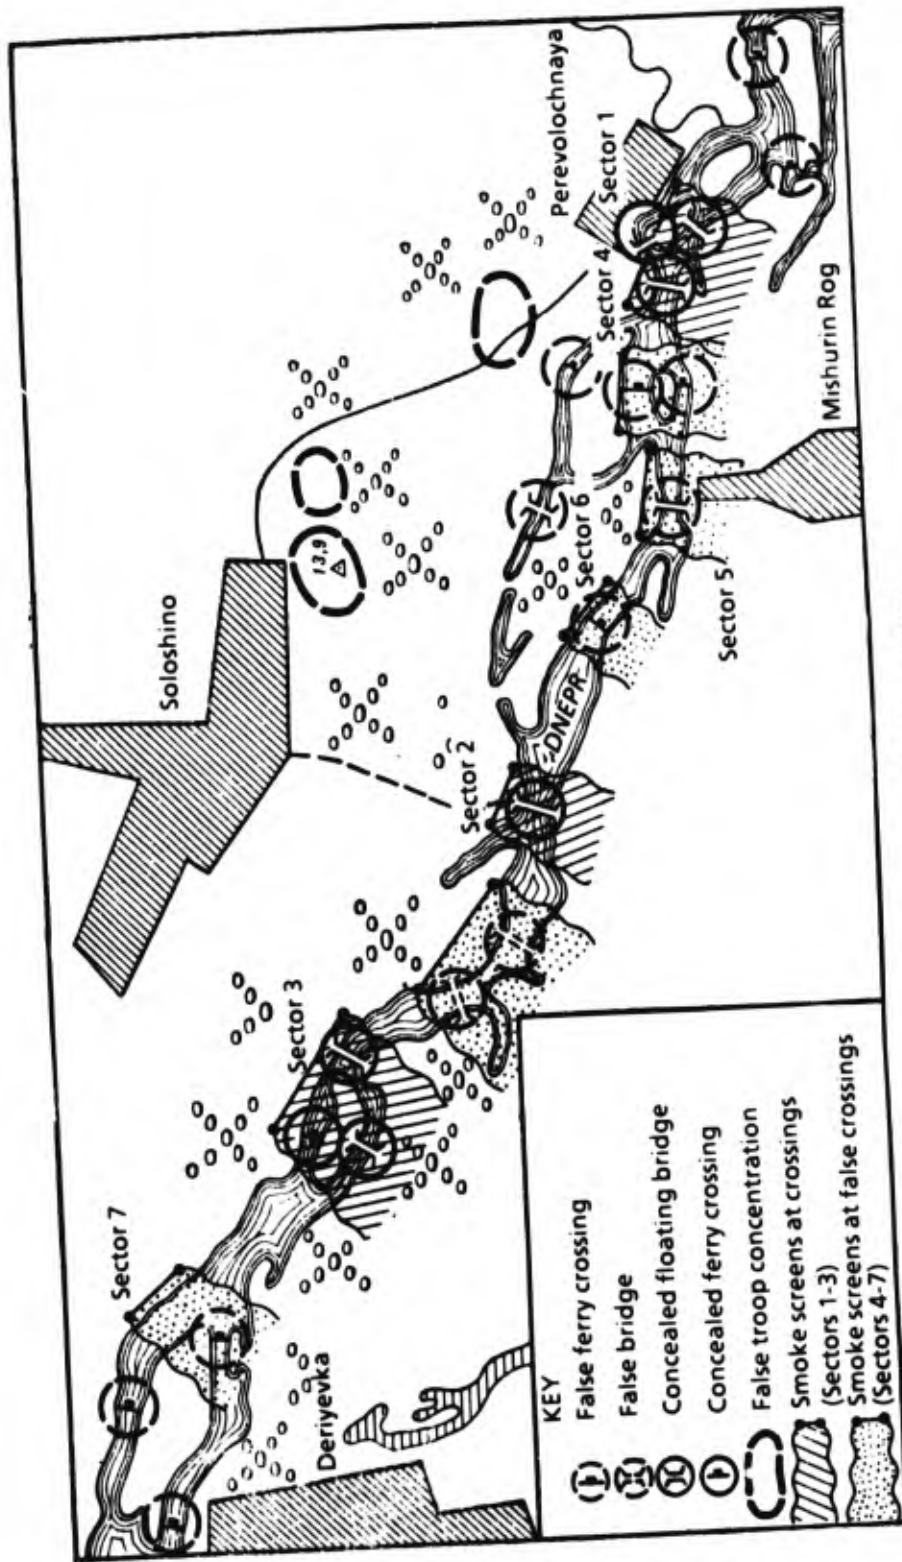 Sector 7
Soloshino
13,9
Sector 3
Sector 2
Perevolochnaya
Sector 1
Sector 4
Sector 6
DNEPR
Sector 5
Mishurin Rog
Deriyevka
KEY
False ferry crossing
False bridge
Concealed floating bridge
Concealed ferry crossing
False troop concentration
Smoke screens at crossings
(Sectors 1-3)
Smoke screens at false crossings
(Sectors 4-7)